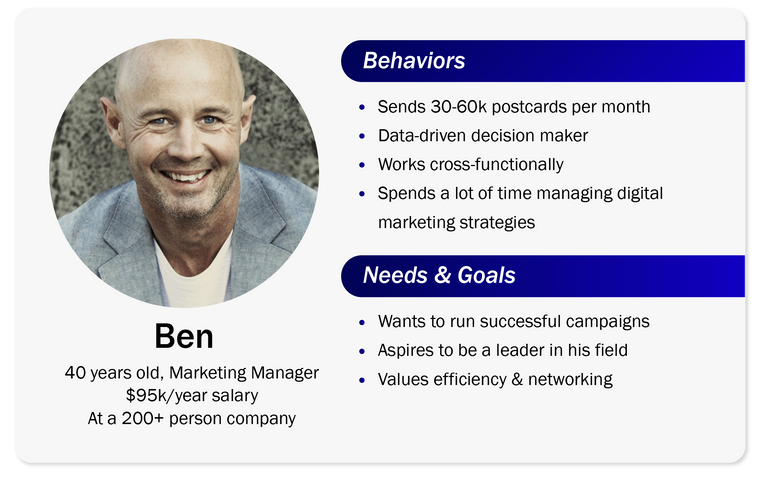 Ben
40 years old, Marketing Manager
$95k/year salary
At a 200+ person company
Behaviors
• Sends 30-60k postcards per month
• Data-driven decision maker
• Works cross-functionally
• Spends a lot of time managing digital
marketing strategies
Needs & Goals
• Wants to run successful campaigns
• Aspires to be a leader in his field
• Values efficiency & networking